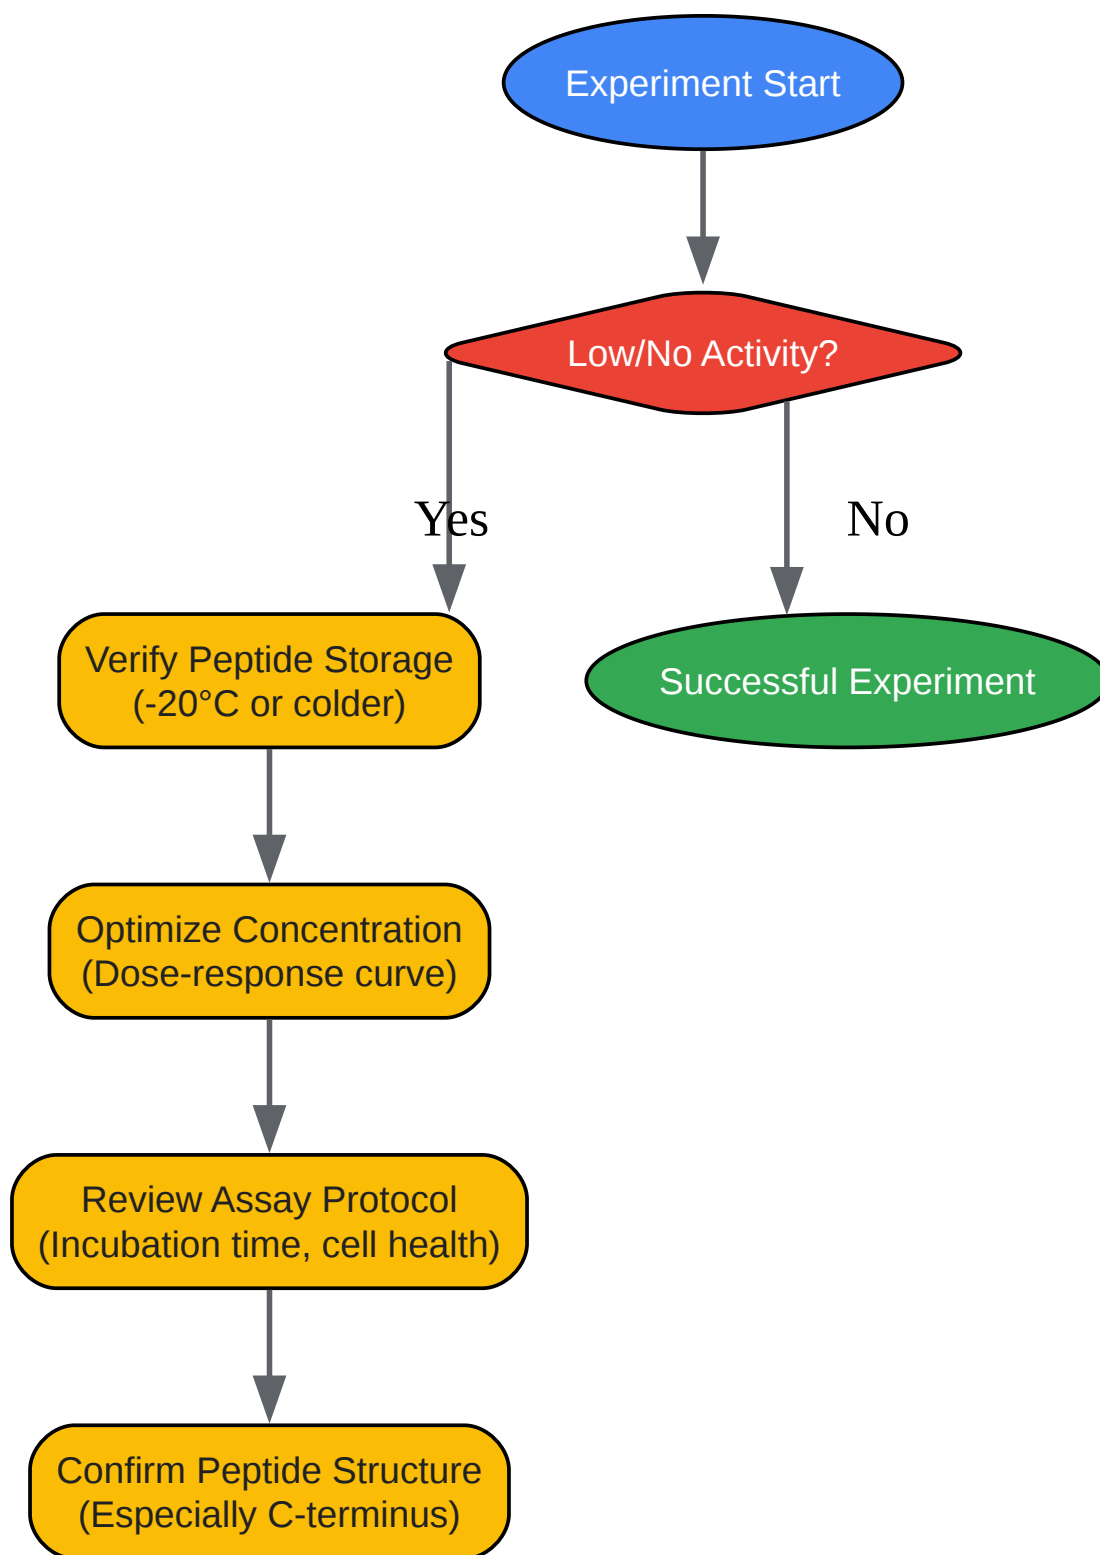 Experiment Start
Low/No Activity?
Yes
No
Verify Peptide Storage
(-20°C or colder)
Successful Experiment
Optimize Concentration
(Dose-response curve)
Review Assay Protocol
(Incubation time, cell health)
Confirm Peptide Structure
(Especially C-terminus)